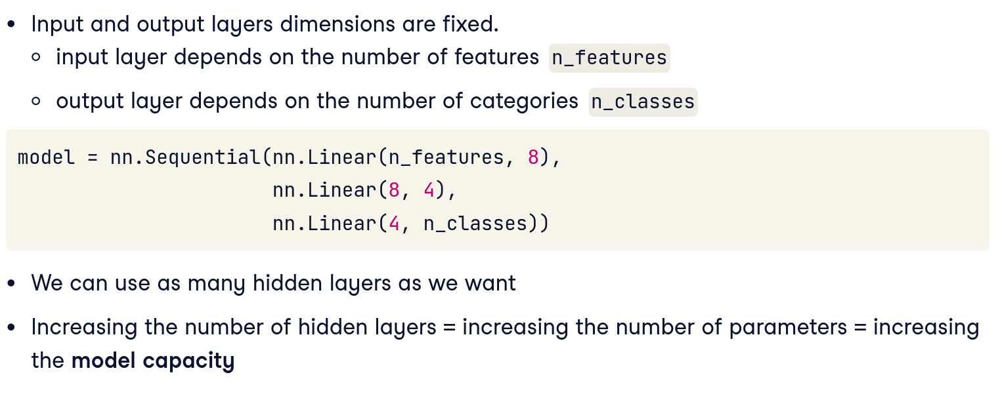 • Input and output layers dimensions are fixed.
◦ input layer depends on the number of features n_features
◦ output layer depends on the number of categories n_classes
model = nn.Sequential(nn.Linear(n_features, 8),
                      nn.Linear(8, 4),
                      nn.Linear(4, n_classes))
• We can use as many hidden layers as we want
• Increasing the number of hidden layers = increasing the number of parameters = increasing
the model capacity